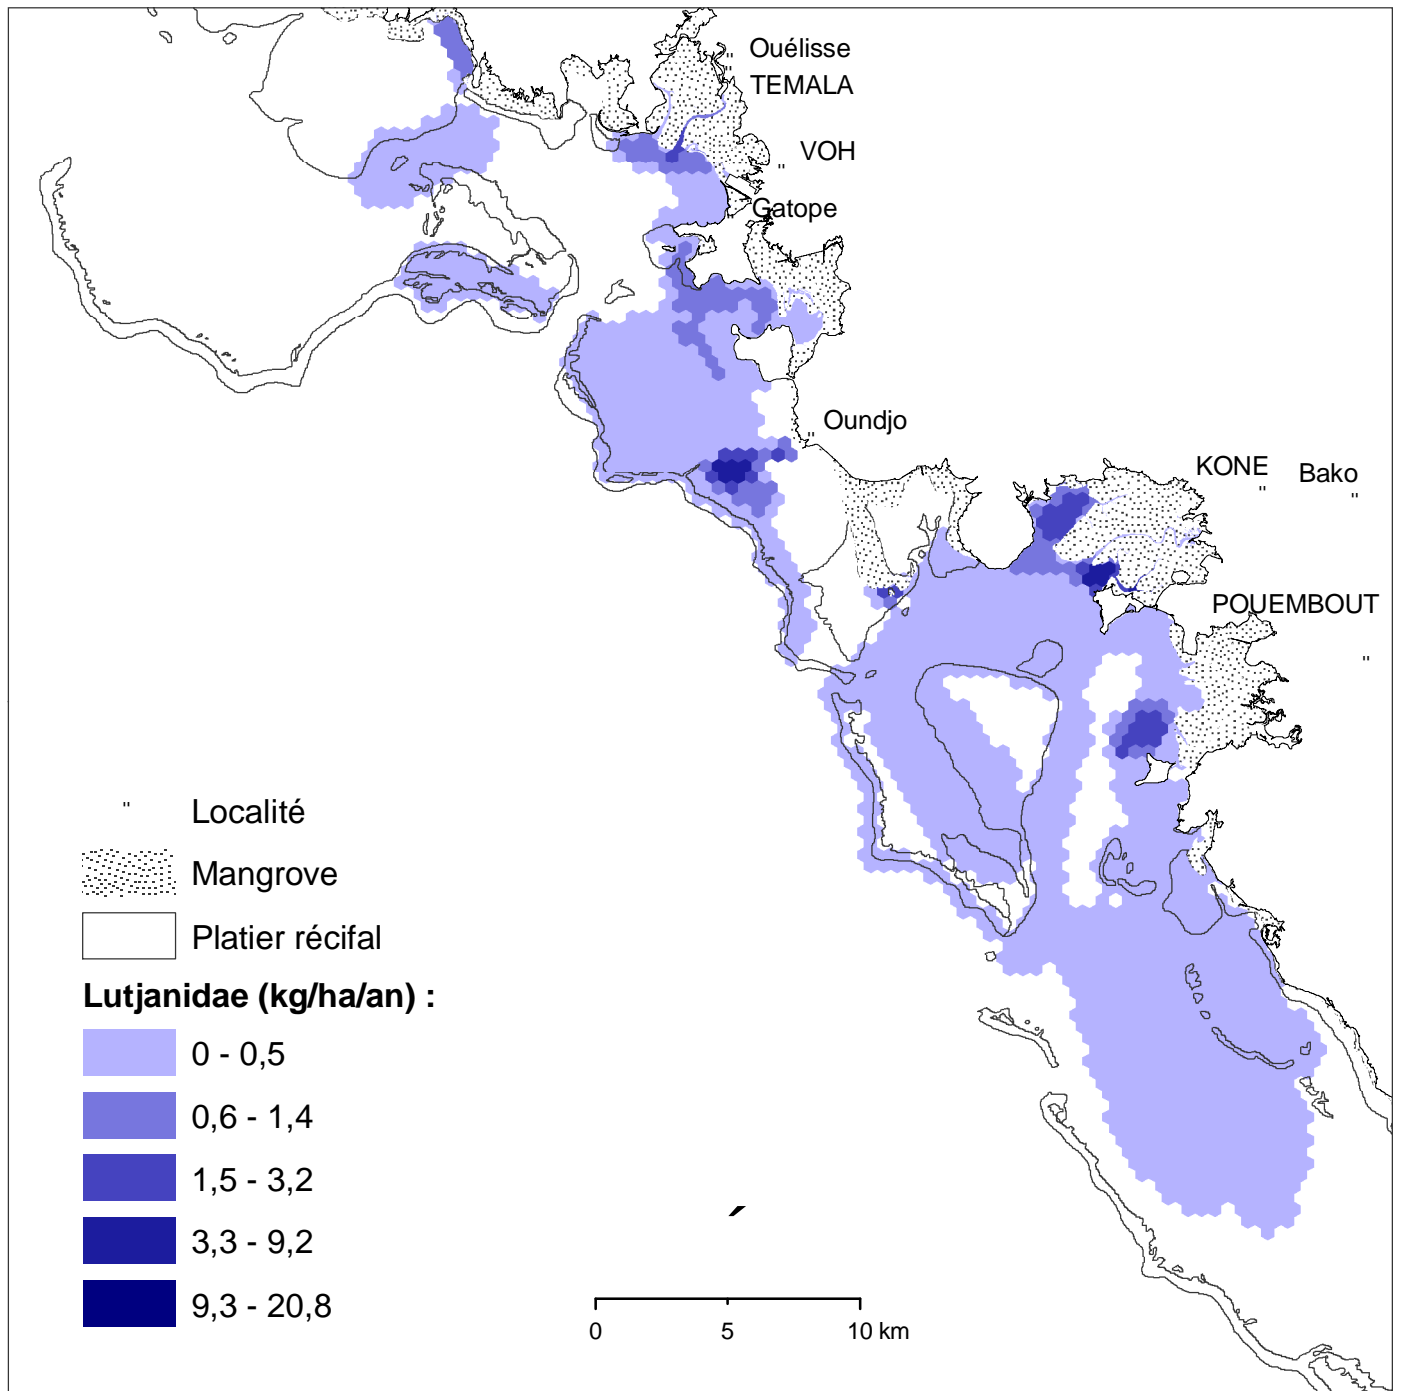 Ouélisse
TEMALA
VOH
Gatope
Oundjo
KONE
Bako
POUEMBOUT
" Localité
Mangrove
Platier récifal
Lutjanidae (kg/ha/an) :
0 - 0,5
0,6 - 1,4
1,5 - 3,2
3,3 - 9,2
9,3 - 20,8
0 5 10 km